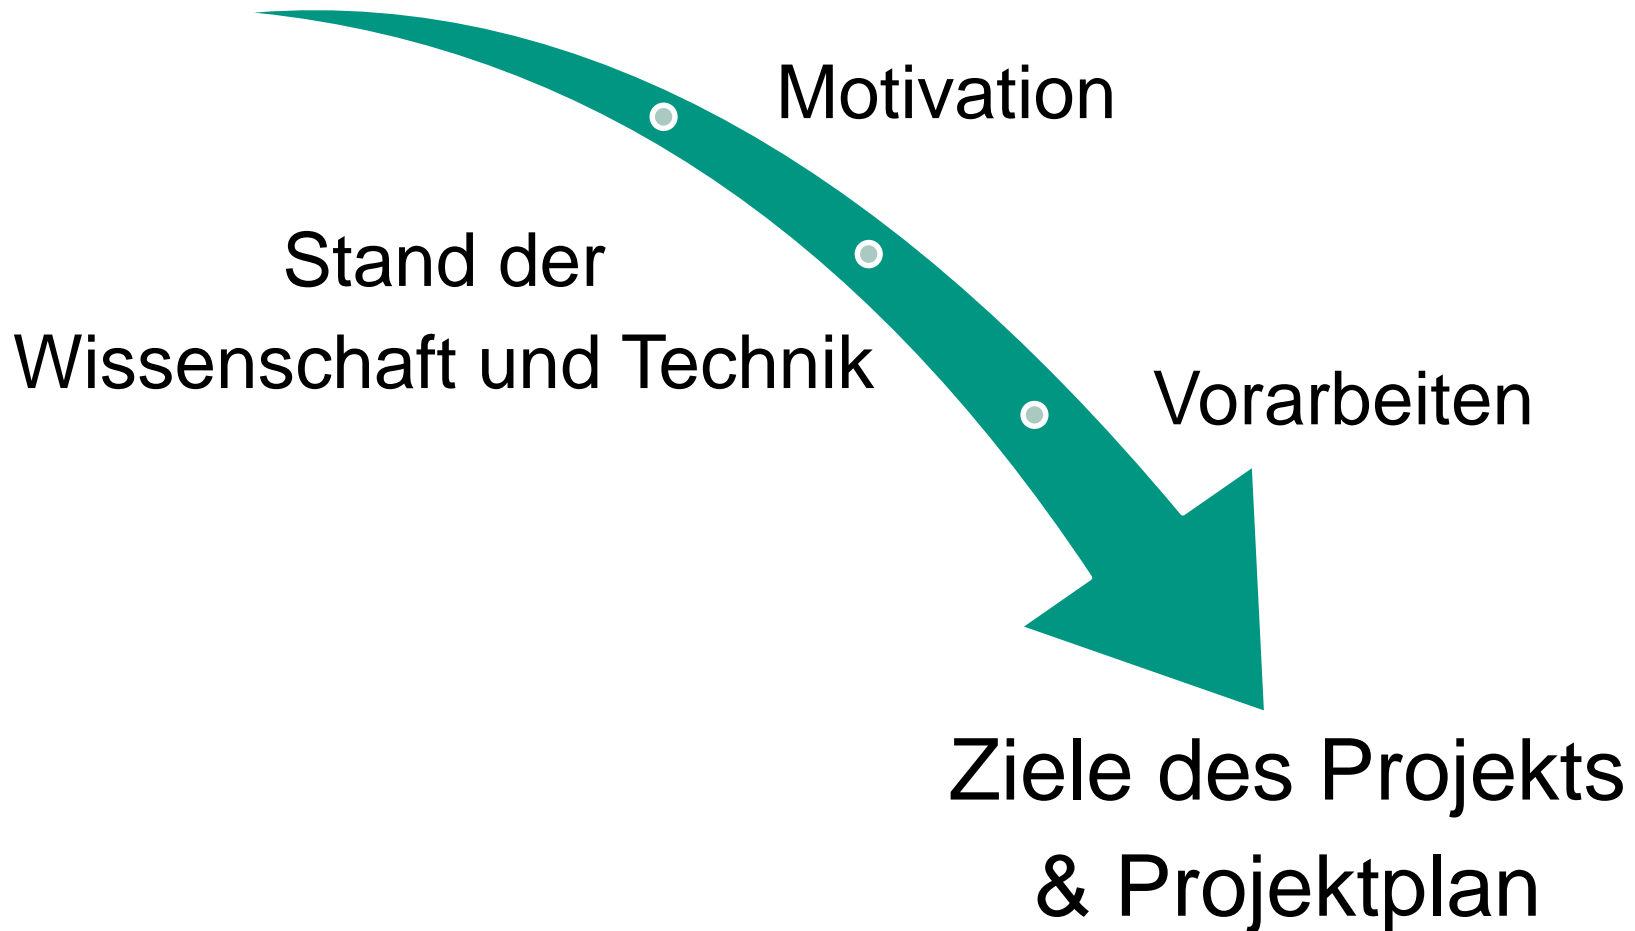 Motivation
Stand der
Wissenschaft und Technik
Vorarbeiten
Ziele des Projekts
& Projektplan